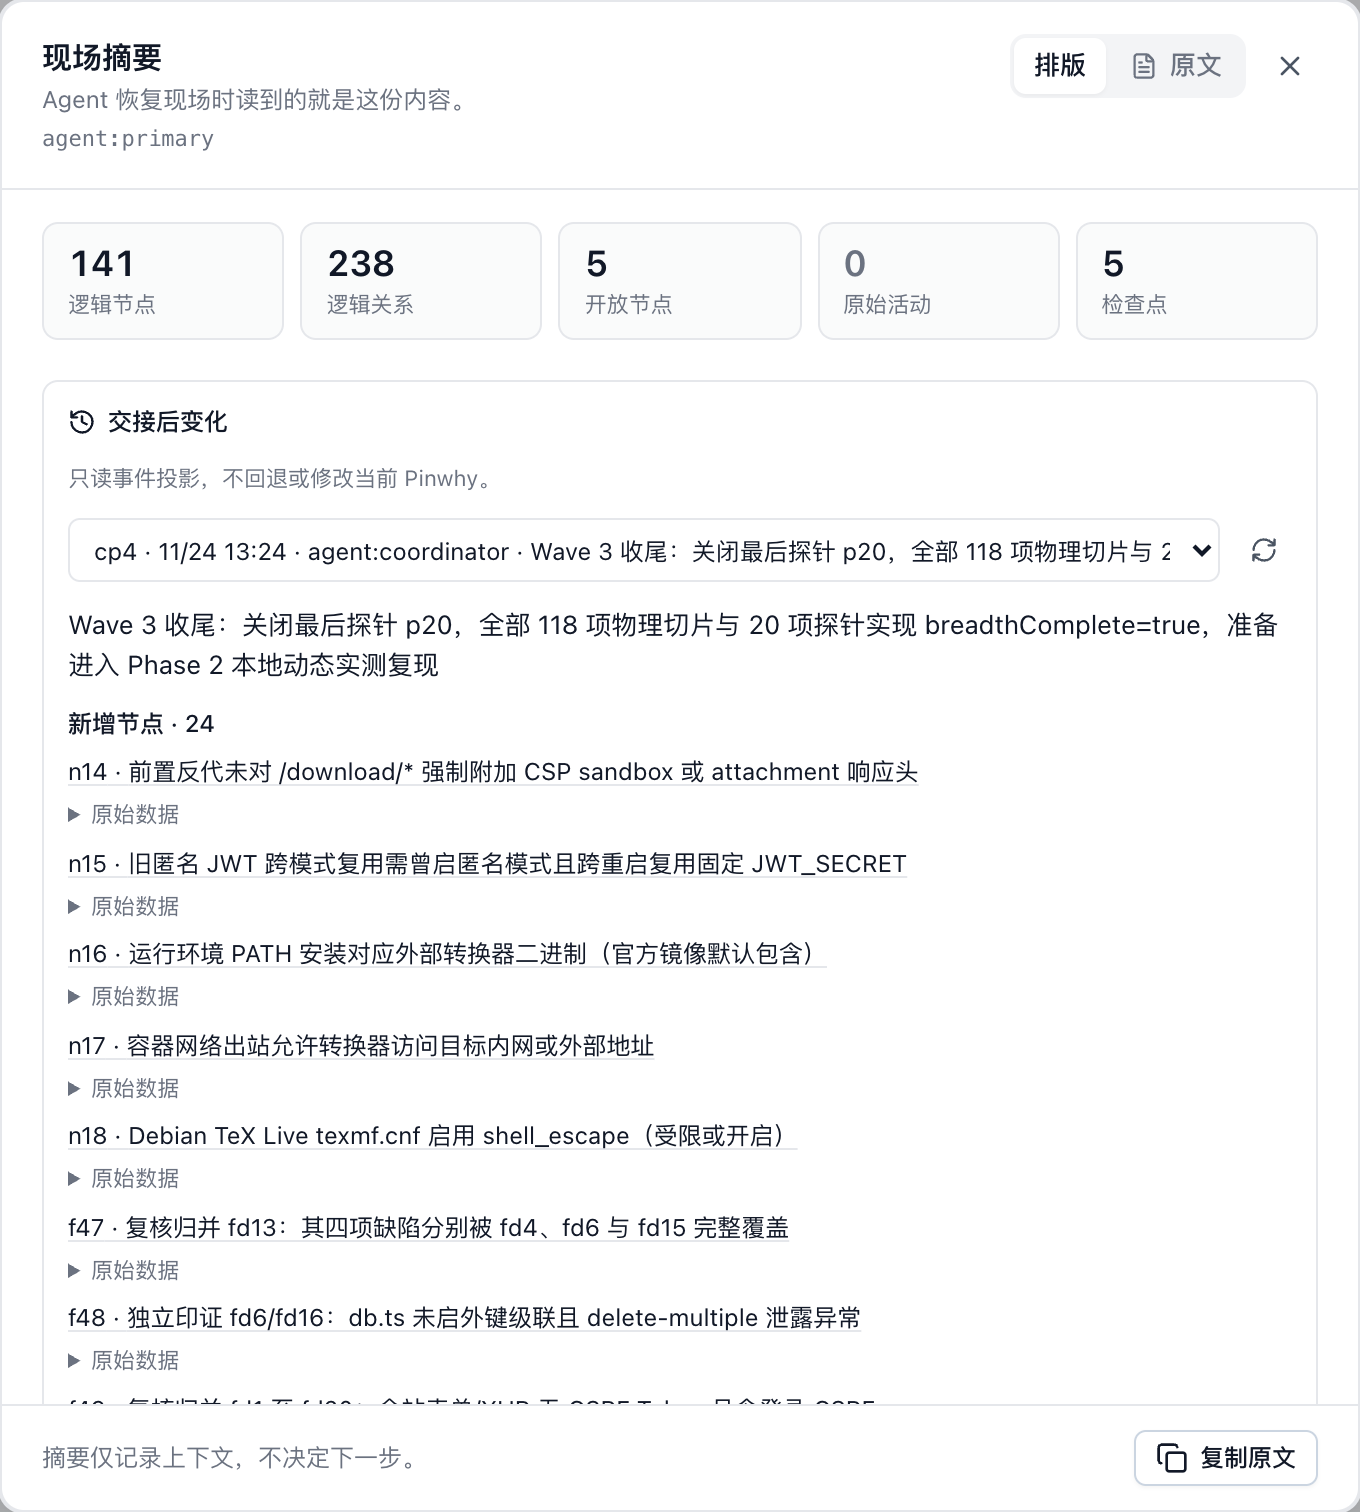 现场摘要
排版
原文
Agent 恢复现场时读到的就是这份内容。
agent:primary
141
逻辑节点
238
逻辑关系
5
开放节点
0
原始活动
5
检查点
交接后变化
只读事件投影，不回退或修改当前 Pinwhy。
cp4 · 11/24 13:24 · agent:coordinator · Wave 3 收尾：关闭最后探针 p20，全部 118 项物理切片与 2
Wave 3 收尾：关闭最后探针 p20，全部 118 项物理切片与 20 项探针实现 breadthComplete=true，准备
进入 Phase 2 本地动态实测复现
新增节点 · 24
n14 · 前置反代未对 /download/* 强制附加 CSP sandbox 或 attachment 响应头
▶ 原始数据
n15 · 旧匿名 JWT 跨模式复用需曾启匿名模式且跨重启复用固定 JWT_SECRET
▶ 原始数据
n16 · 运行环境 PATH 安装对应外部转换器二进制（官方镜像默认包含）
▶ 原始数据
n17 · 容器网络出站允许转换器访问目标内网或外部地址
▶ 原始数据
n18 · Debian TeX Live texmf.cnf 启用 shell_escape（受限或开启）
▶ 原始数据
f47 · 复核归并 fd13：其四项缺陷分别被 fd4、fd6 与 fd15 完整覆盖
▶ 原始数据
f48 · 独立印证 fd6/fd16：db.ts 未启外键级联且 delete-multiple 泄露异常
▶ 原始数据
摘要仅记录上下文，不决定下一步。
复制原文